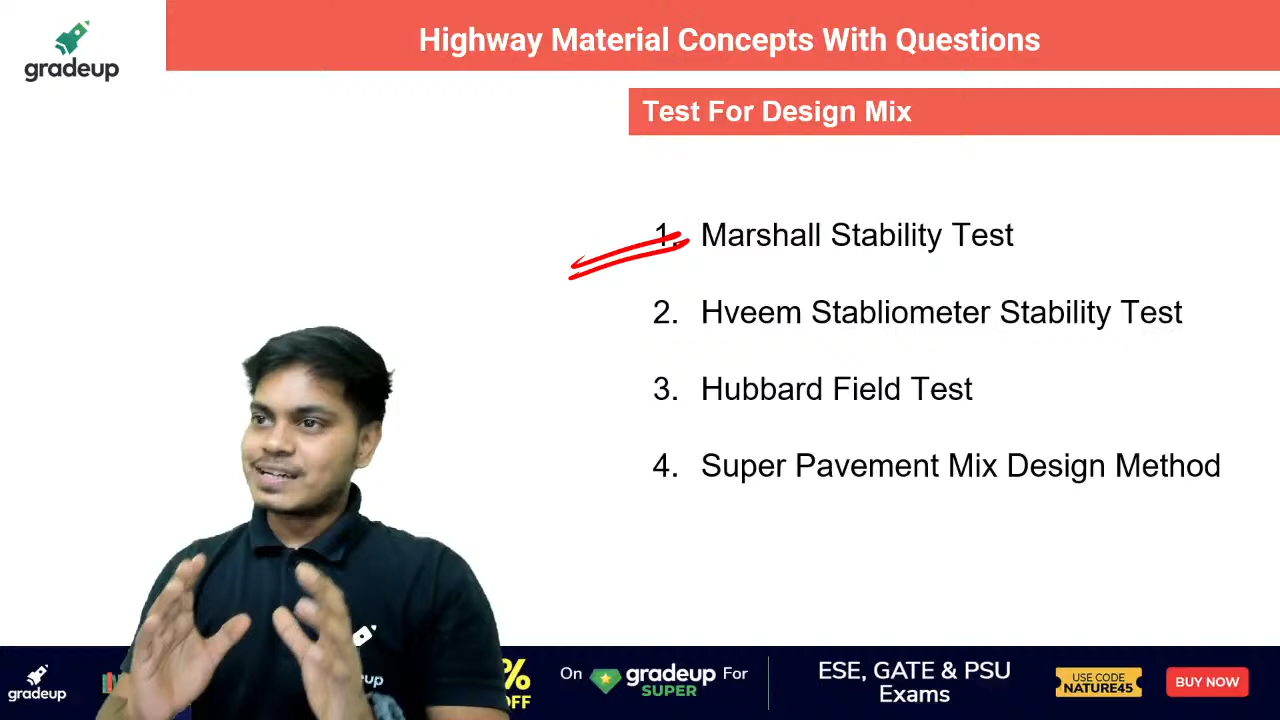 gradeup
Highway Material Concepts With Questions
Test For Design Mix
1. Marshall Stability Test
2. Hveem Stabliometer Stability Test
3. Hubbard Field Test
4. Super Pavement Mix Design Method
gradeup
% OFF
On gradeup SUPER For
ESE, GATE & PSU
Exams
USE CODE
NATURE45
BUY NOW